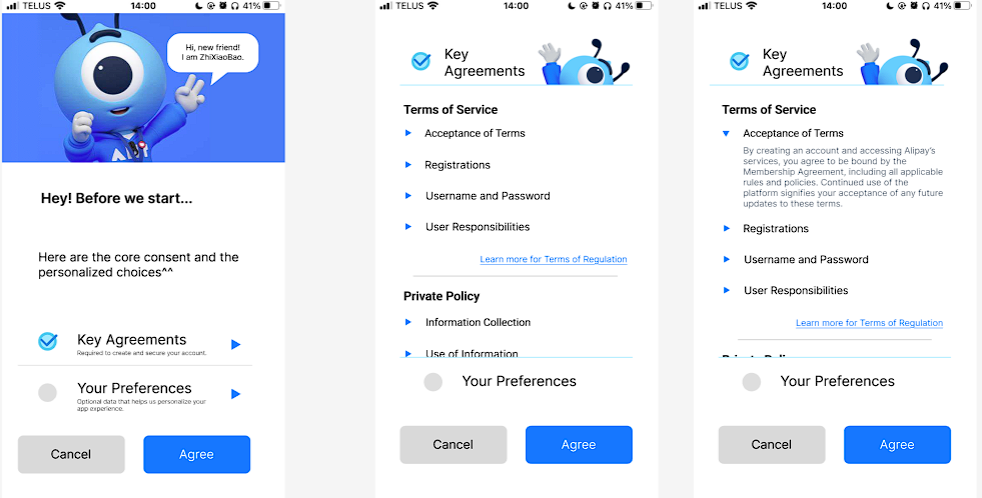 TELUS 14:00 41%
Hi, new friend!
I am ZhiXiaoBao.
Hey! Before we start...
Here are the core consent and the
personalized choices^^
Key Agreements
Required to create and secure your account.
Your Preferences
Optional data that helps us personalize your
app experience.
Cancel Agree
TELUS 14:00 41%
Key
Agreements
Terms of Service
Acceptance of Terms
Registrations
Username and Password
User Responsibilities
Learn more for Terms of Regulation
Private Policy
Information Collection
Use of Information
Your Preferences
Cancel Agree
TELUS 14:00 41%
Key
Agreements
Terms of Service
Acceptance of Terms
By creating an account and accessing Alipay's
services, you agree to be bound by the
Membership Agreement, including all applicable
rules and policies. Continued use of the
platform signifies your acceptance of any future
updates to these terms.
Registrations
Username and Password
User Responsibilities
Learn more for Terms of Regulation
Private Policy
Your Preferences
Cancel Agree